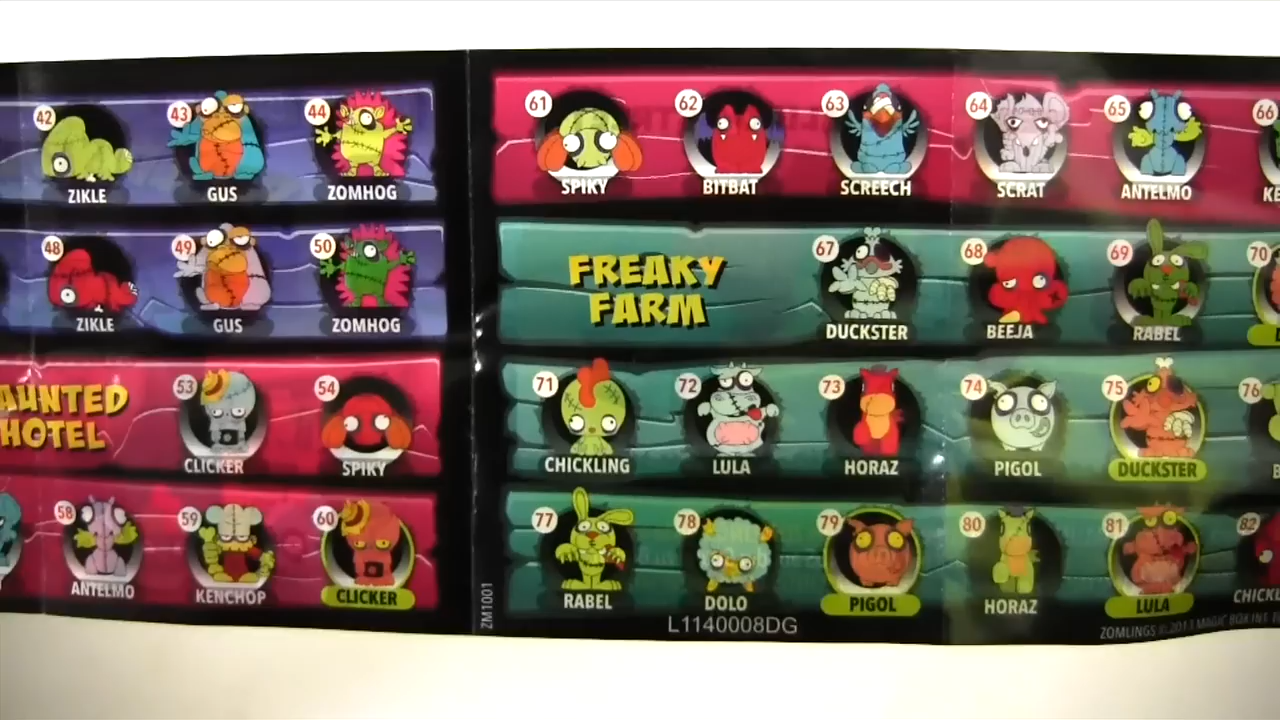 42 43 44
ZIKLE GUS ZOMHOG
48 49 50
ZIKLE GUS ZOMHOG
HOTEL
53 54
CLICKER SPIKY
58 59 60
ANTELMO KENCHOP CLICKER
61 62 63 64 65 66
SPIKY BITBAT SCREECH SCRAT ANTELMO KE
FREAKY
FARM
67 68 69 70
DUCKSTER BEEJA RABEL
71 72 73 74 75 76
CHICKLING LULA HORAZ PIGOL DUCKSTER B
77 78 79 80 81 82
RABEL DOLO PIGOL HORAZ LULA CHICKL
ZM1001
L1140008DG
ZOMLINGS © 2013 MAGIC BOX INT.